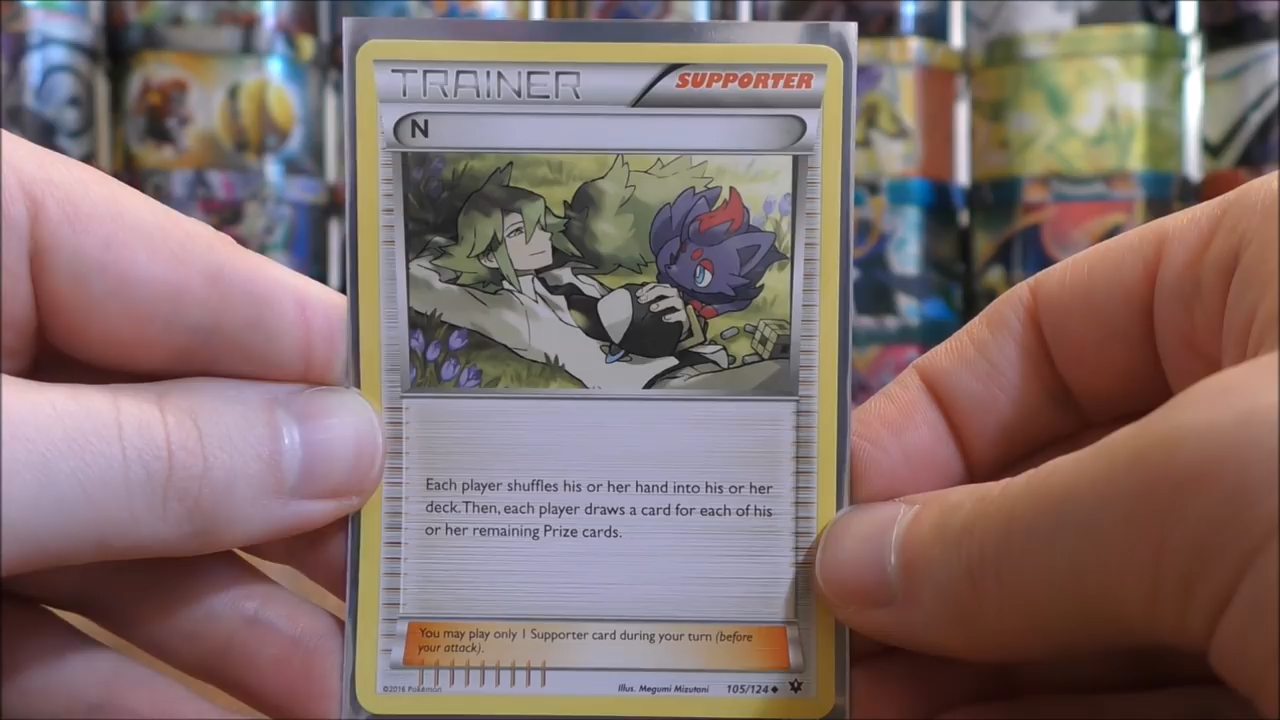 TRAINER SUPPORTER
N
Each player shuffles his or her hand into his or her
deck. Then, each player draws a card for each of his
or her remaining Prize cards.
You may play only 1 Supporter card during your turn (before
your attack).
©2016 Pokémon Illus. Megumi Mizutani 105/124